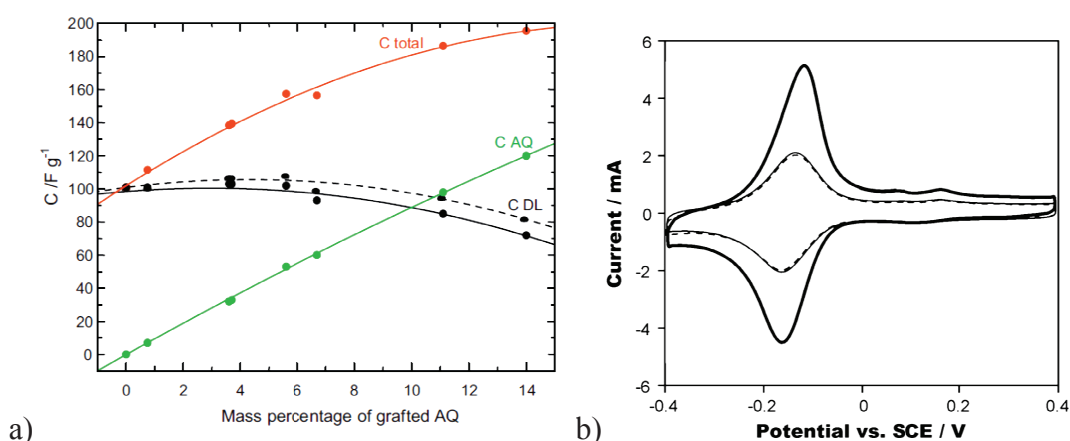 C /F g⁻¹
200
180
160
140
120
100
80
60
40
20
0
C total
C AQ
C DL
0 2 4 6 8 10 12 14
Mass percentage of grafted AQ
a)
Current / mA
6
4
2
0
-2
-4
-6
-0.4 -0.2 0 0.2 0.4
Potential vs. SCE / V
b)